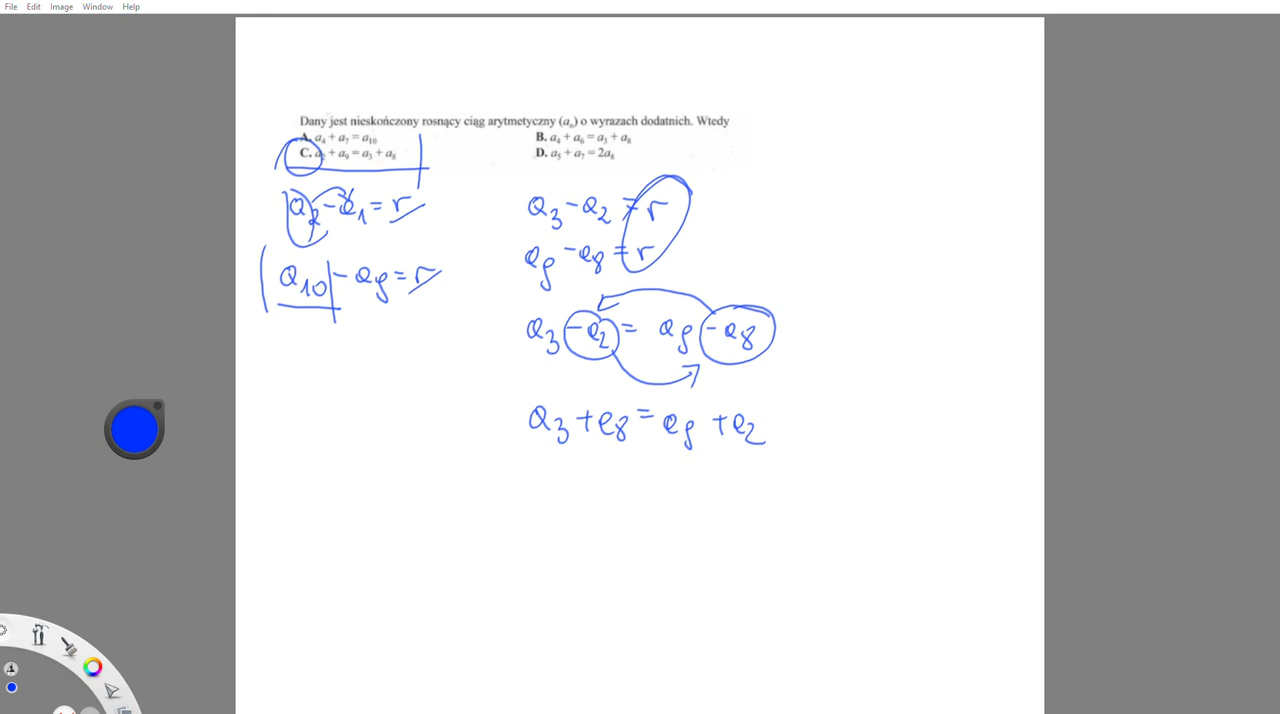 File Edit Image Window Help
Dany jest nieskończony rosnący ciąg arytmetyczny (aₙ) o wyrazach dodatnich. Wtedy
A. a₄ + a₇ = a₁₀
B. a₄ + a₆ = a₃ + a₈
C. a₂ + a₉ = a₃ + a₈
D. a₅ + a₇ = 2a₈
a₂ - a₁ = r
a₁₀ - a₉ = r
a₃ - a₂ = r
a₉ - a₈ = r
a₃ - a₂ = a₉ - a₈
a₃ + a₈ = a₉ + a₂